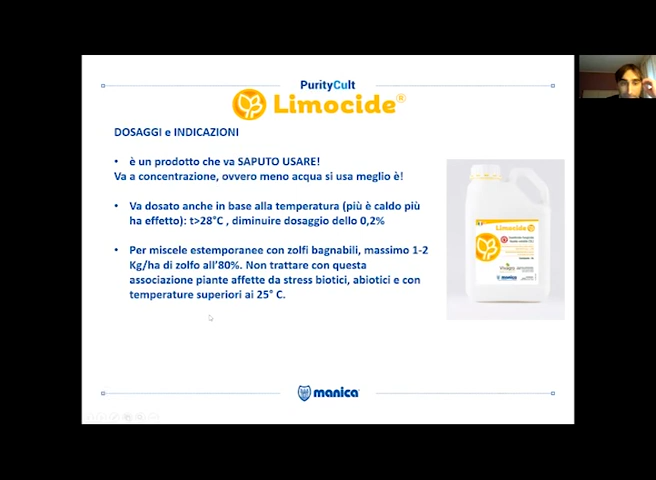 PurityCult
Limocide®
DOSAGGI e INDICAZIONI
• è un prodotto che va SAPUTO USARE!
Va a concentrazione, ovvero meno acqua si usa meglio è!
• Va dosato anche in base alla temperatura (più è caldo più
ha effetto): t>28°C , diminuire dosaggio dello 0,2%
• Per miscele estemporanee con zolfi bagnabili, massimo 1-2
Kg/ha di zolfo all'80%. Non trattare con questa
associazione piante affette da stress biotici, abiotici e con
temperature superiori ai 25° C.
Limocide
manica
manica